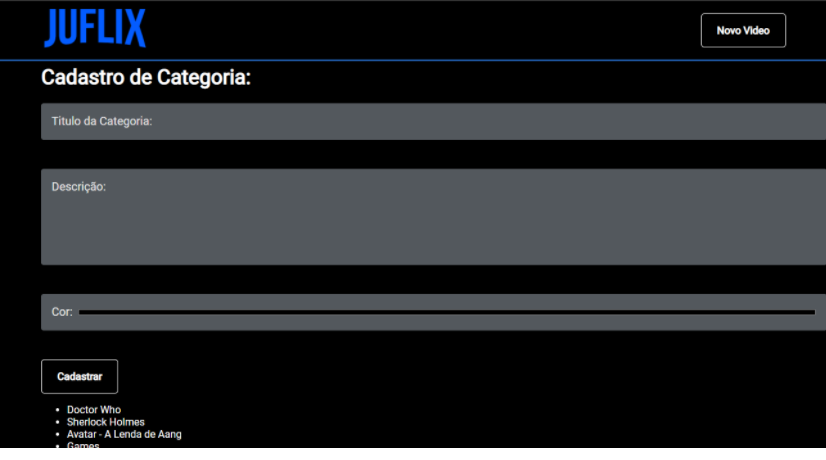 JUFLIX
Novo Video
Cadastro de Categoria:
Titulo da Categoria:
Descrição:
Cor:
Cadastrar
Doctor Who
Sherlock Holmes
Avatar - A Lenda de Aang
Games